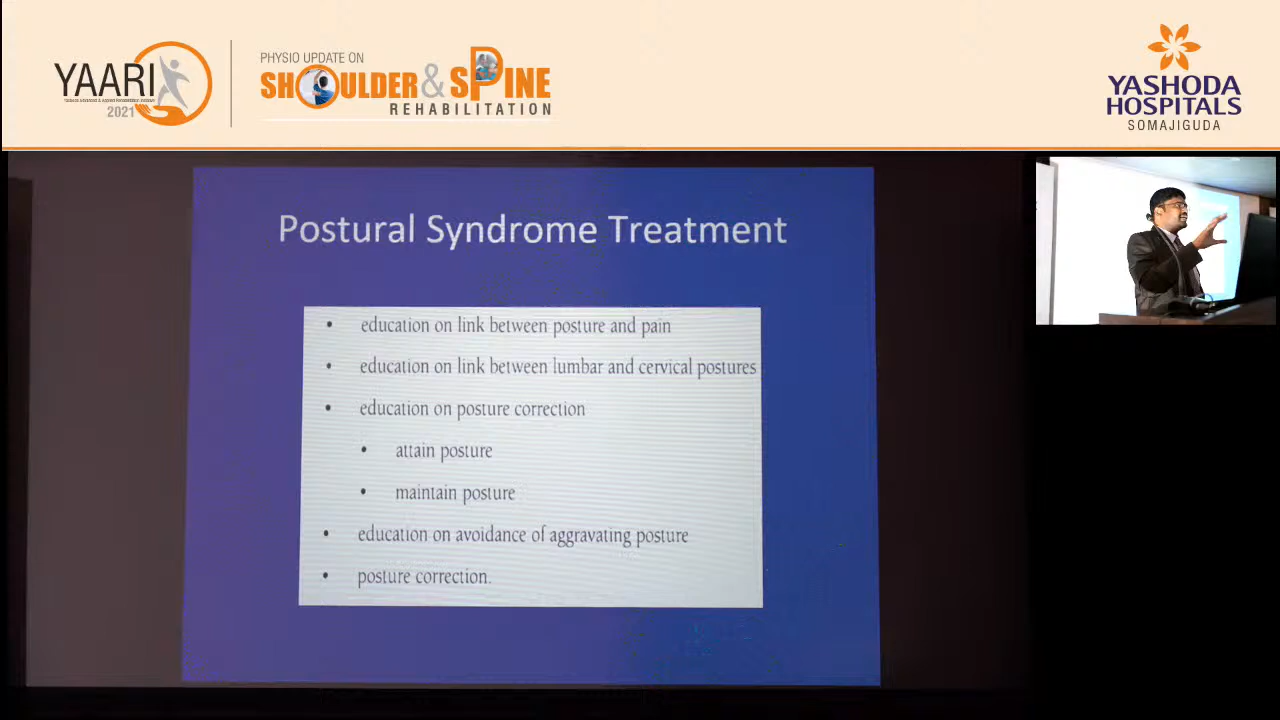 YAARI
2021
PHYSIO UPDATE ON
SHOULDER & SPINE
REHABILITATION
YASHODA
HOSPITALS
SOMAJIGUDA
Postural Syndrome Treatment
• education on link between posture and pain
• education on link between lumbar and cervical postures
• education on posture correction
• attain posture
• maintain posture
• education on avoidance of aggravating posture
• posture correction.